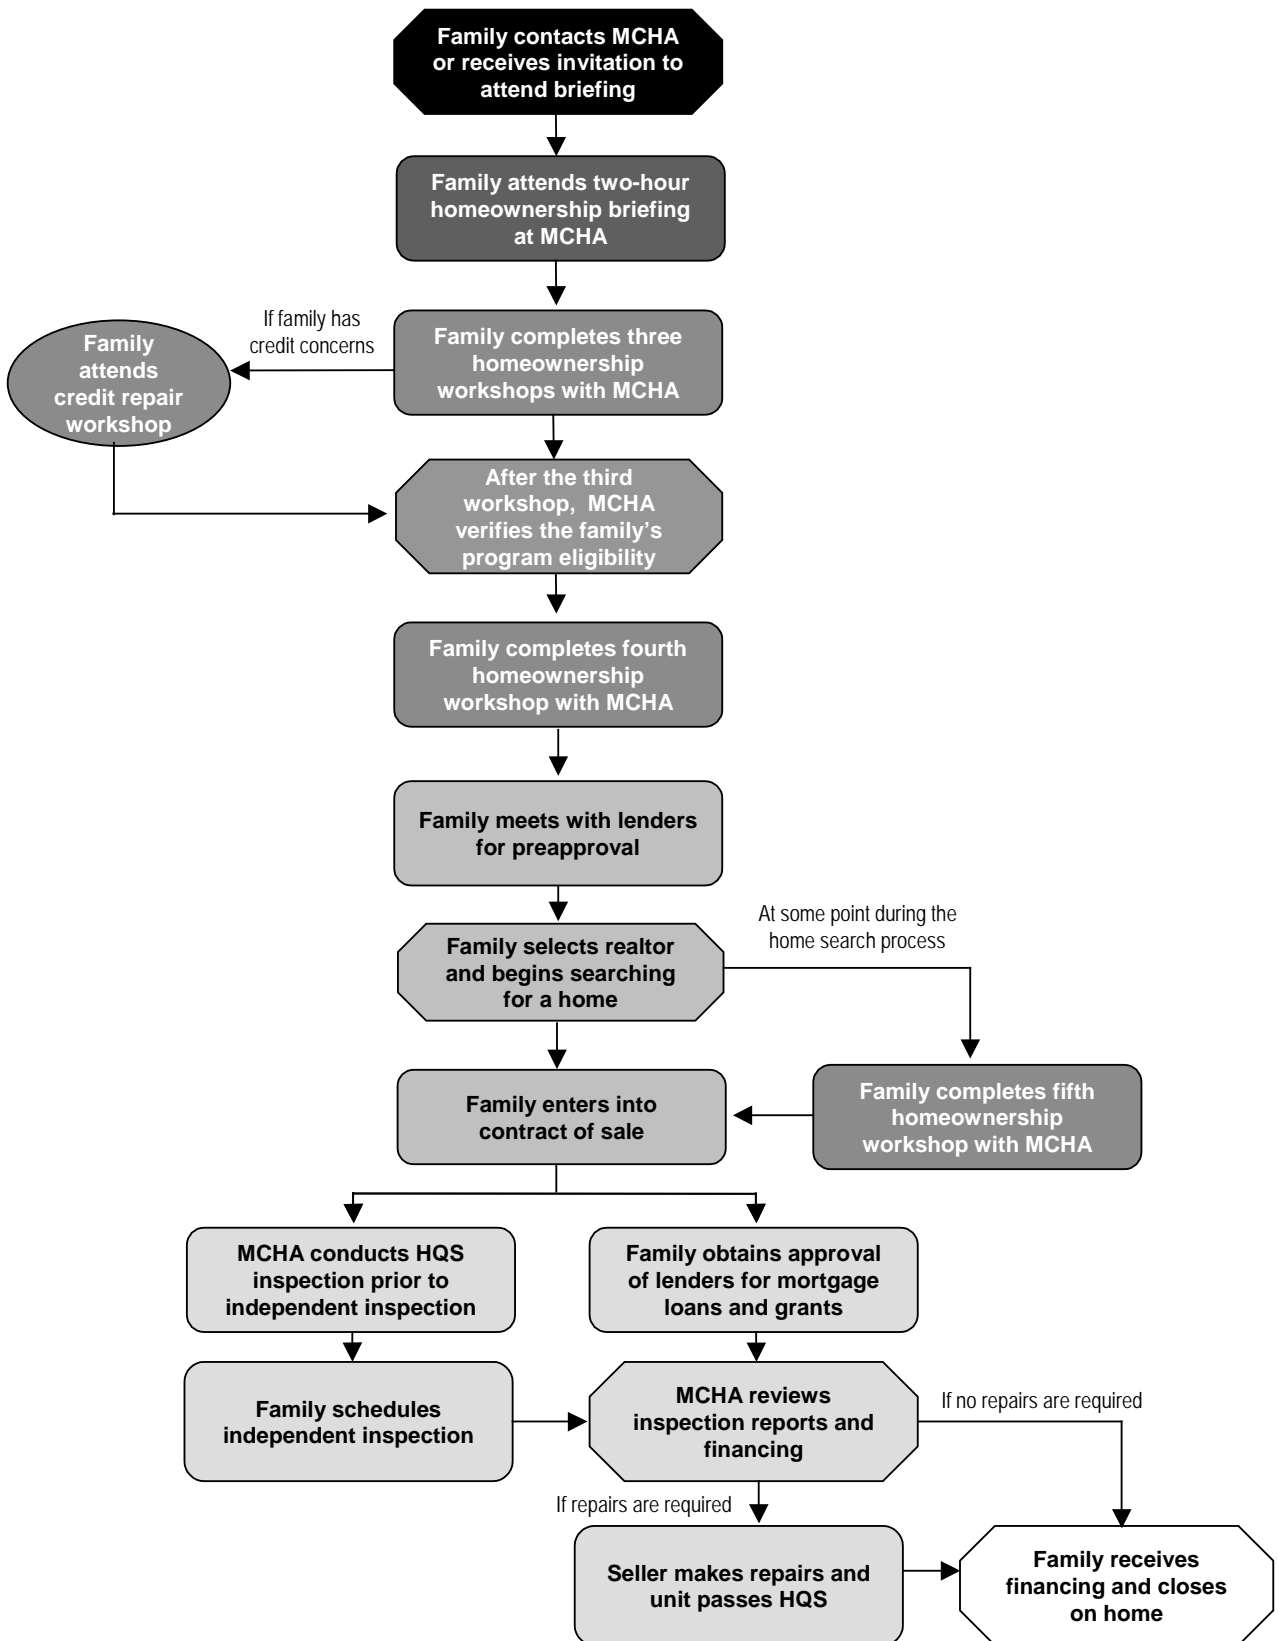 Family contacts MCHA
or receives invitation to
attend briefing
Family attends two-hour
homeownership briefing
at MCHA
If family has
credit concerns
Family completes three
homeownership
workshops with MCHA
Family
attends
credit repair
workshop
After the third
workshop, MCHA
verifies the family’s
program eligibility
Family completes fourth
homeownership
workshop with MCHA
Family meets with lenders
for preapproval
At some point during the
home search process
Family selects realtor
and begins searching
for a home
Family enters into
contract of sale
Family completes fifth
homeownership
workshop with MCHA
MCHA conducts HQS
inspection prior to
independent inspection
Family obtains approval
of lenders for mortgage
loans and grants
Family schedules
independent inspection
MCHA reviews
inspection reports and
financing
If no repairs are required
If repairs are required
Seller makes repairs and
unit passes HQS
Family receives
financing and closes
on home